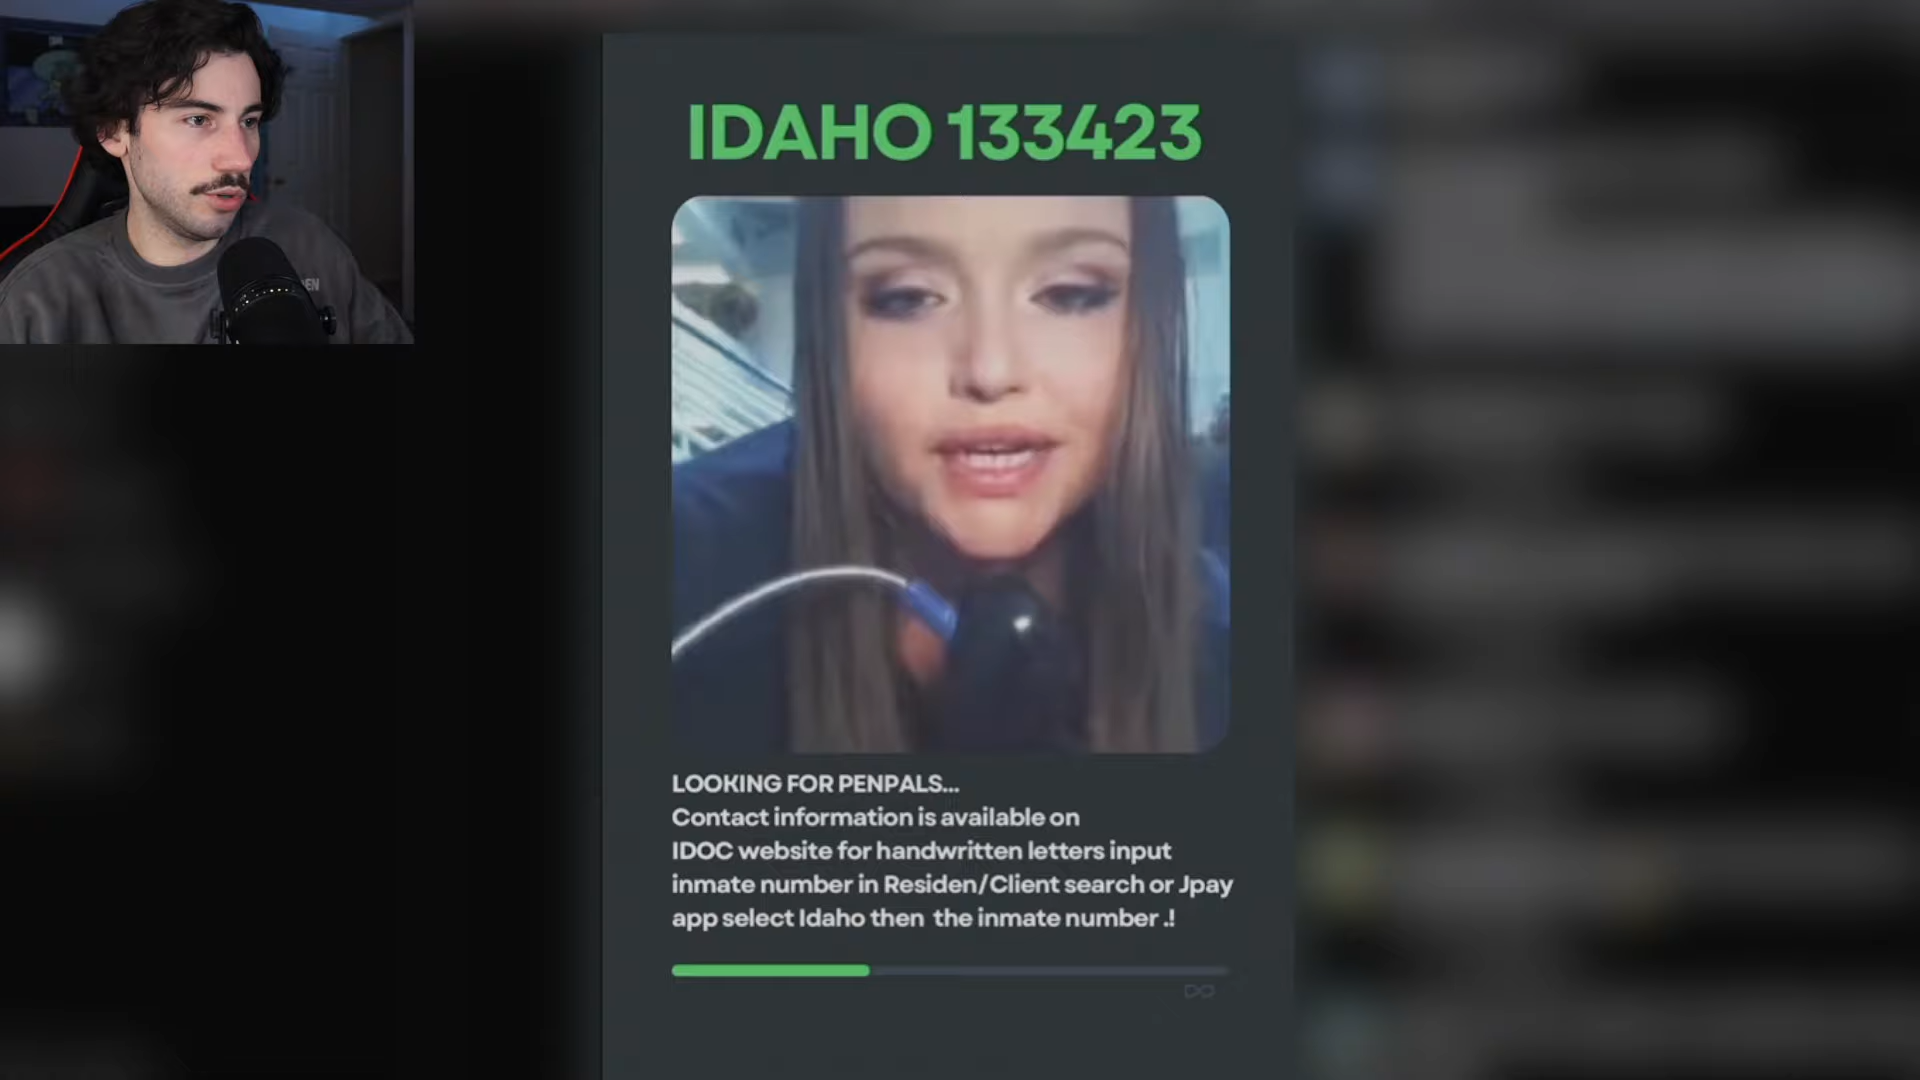 IDAHO 133423
LOOKING FOR PENPALS...
Contact information is available on
IDOC website for handwritten letters input
inmate number in Residen/Client search or Jpay
app select Idaho then the inmate number .!